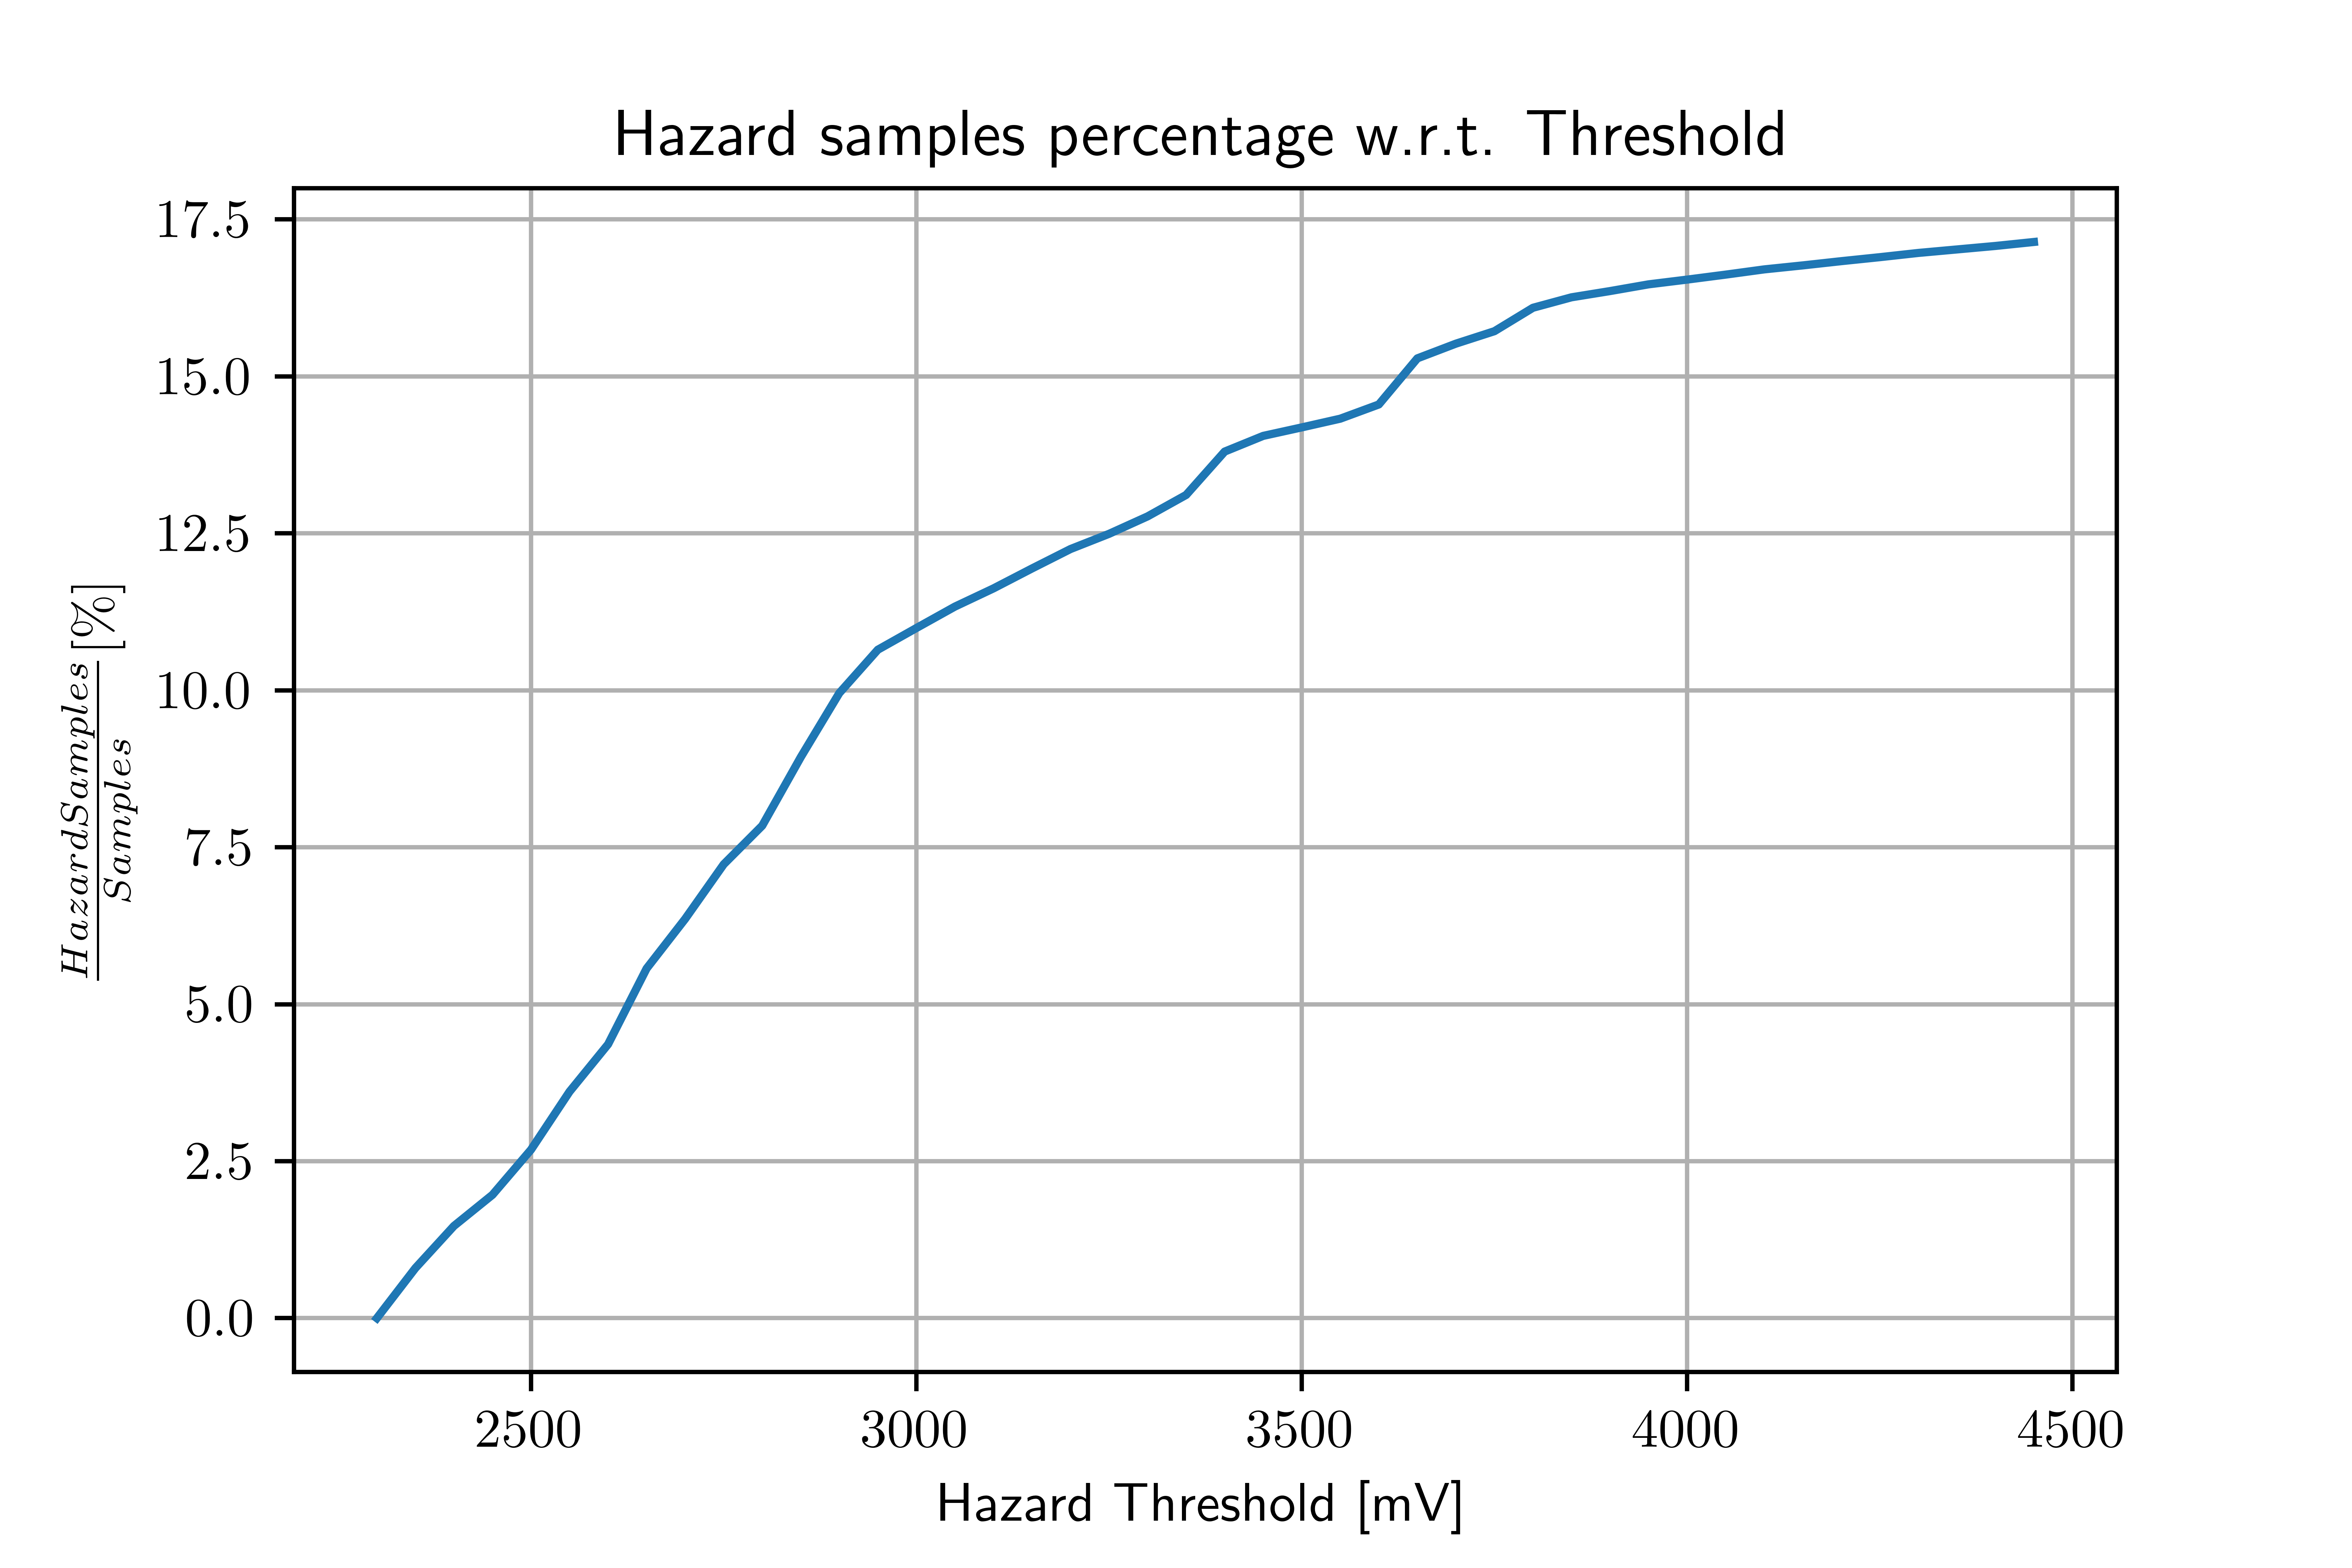 Hazard samples percentage w.r.t. Threshold
17.5
15.0
12.5
10.0
7.5
5.0
2.5
0.0
HazardSamples
Samples
[%]
2500 3000 3500 4000 4500
Hazard Threshold [mV]